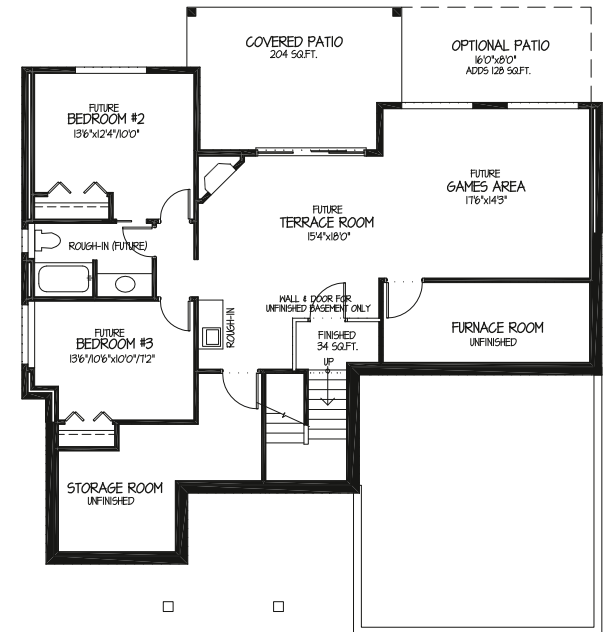 COVERED PATIO
204 SQ.FT.
OPTIONAL PATIO
16'0"x8'0"
ADDS 128 SQ.FT.
FUTURE
BEDROOM #2
13'6"x12'4"/10'0"
FUTURE
GAMES AREA
17'6"x14'3"
FUTURE
TERRACE ROOM
15'4"x18'0"
ROUGH-IN (FUTURE)
WALL & DOOR FOR
UNFINISHED BASEMENT ONLY
ROUGH-IN
FINISHED
34 SQ.FT.
UP
FURNACE ROOM
UNFINISHED
FUTURE
BEDROOM #3
13'6"/10'6"x10'0"/7'2"
STORAGE ROOM
UNFINISHED